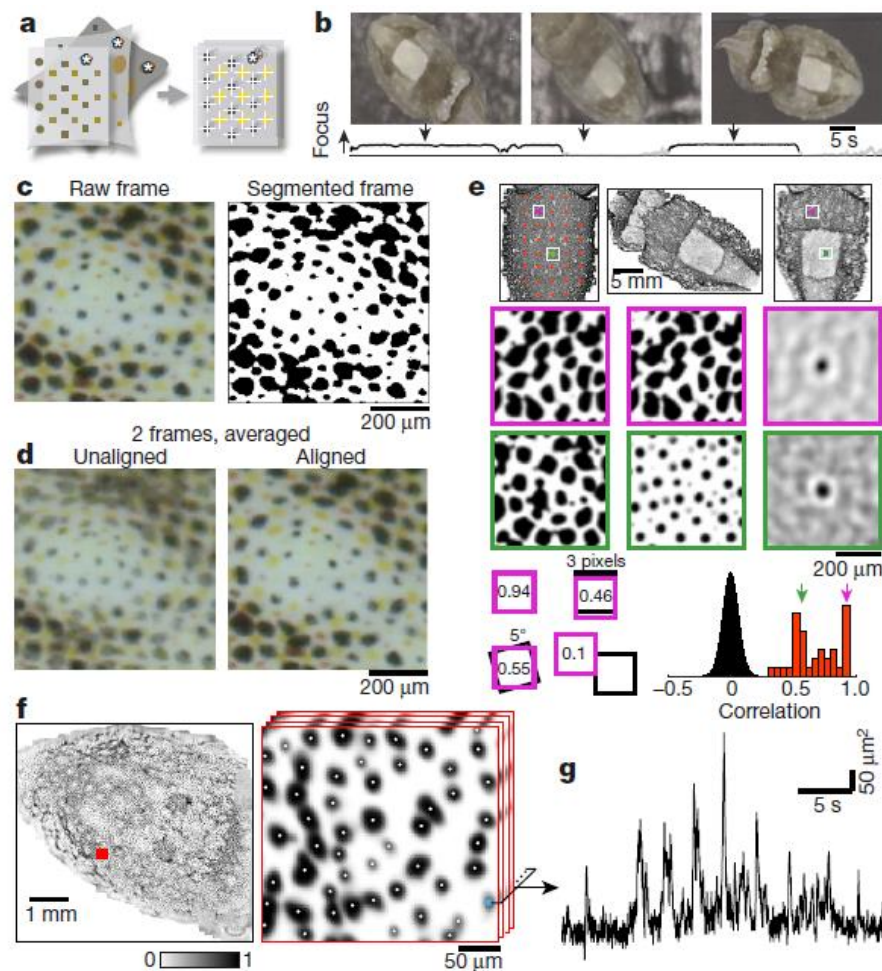 a
b
Focus
5 s
c
Raw frame
Segmented frame
200 μm
2 frames, averaged
d
Unaligned
Aligned
200 μm
e
5 mm
200 μm
3 pixels
0.94
0.46
5°
0.55
0.1
−0.5
0
0.5
1.0
Correlation
f
1 mm
0
1
50 μm
g
5 s
50 μm²